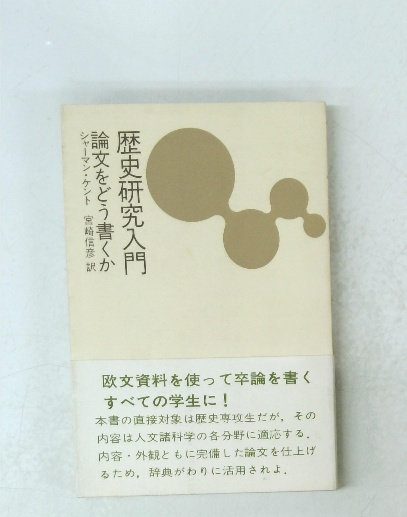 歴史研究入門
論文をどう書くか
シャーマン・ケント 宮崎信彦 訳
欧文資料を使って卒論を書く
すべての学生に！
本書の直接対象は歴史専攻生だが，その
内容は人文諸科学の各分野に適応する．
内容・外観ともに完備した論文を仕上げ
るため，辞典がわりに活用されよ．